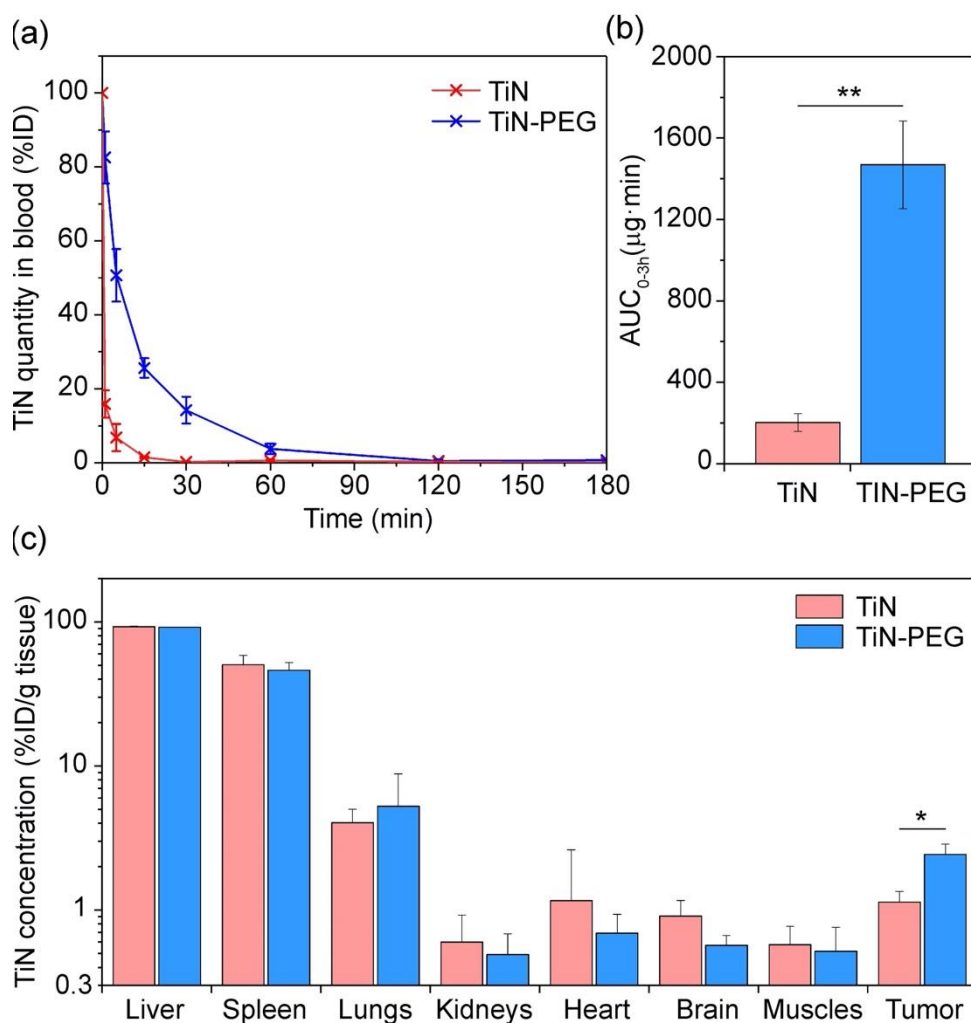 (a)
TiN quantity in blood (%ID)
100
80
60
40
20
0
TiN
TiN-PEG
0 30 60 90 120 150 180
Time (min)
(b)
AUC0-3h(μg·min)
2000
1600
1200
800
400
0
**
TiN TIN-PEG
(c)
TiN concentration (%ID/g tissue)
100
10
1
0.3
TiN
TiN-PEG
*
Liver Spleen Lungs Kidneys Heart Brain Muscles Tumor